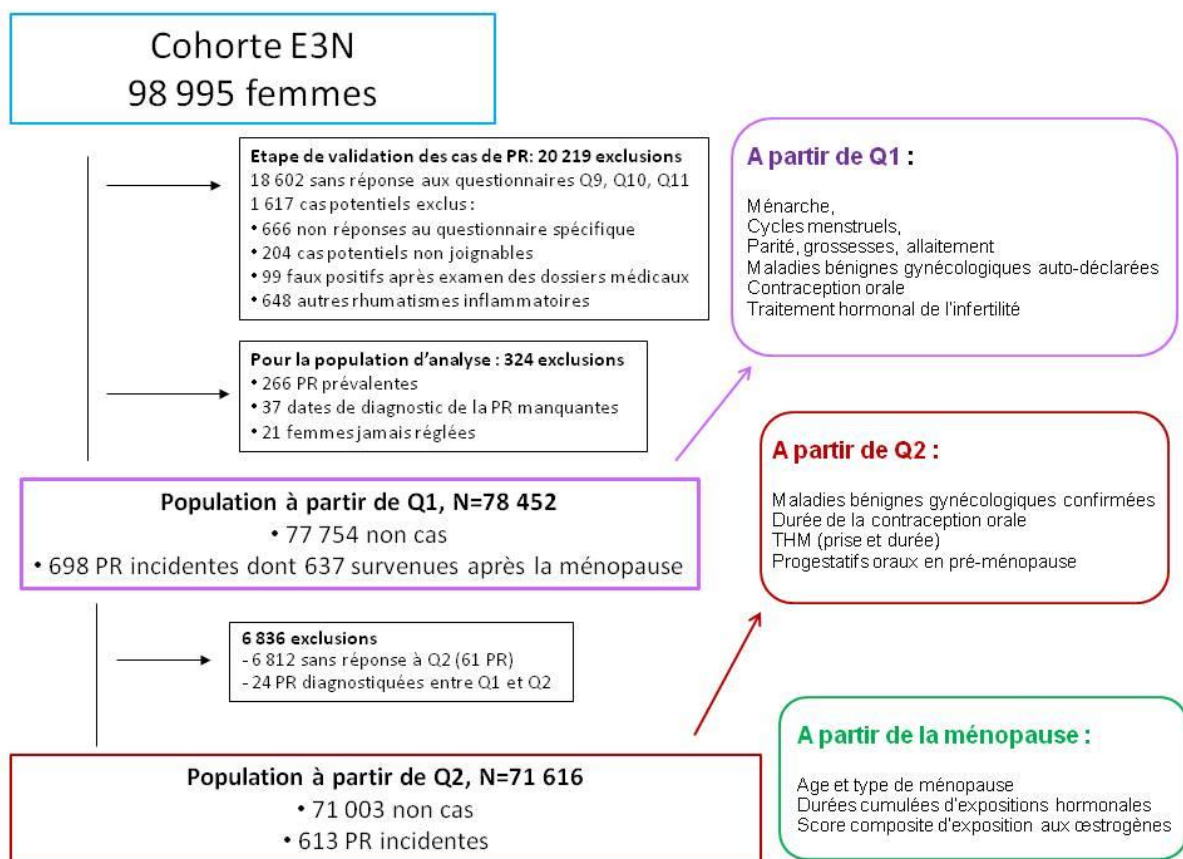 Cohorte E3N
98 995 femmes
Etape de validation des cas de PR: 20 219 exclusions
18 602 sans réponse aux questionnaires Q9, Q10, Q11
1 617 cas potentiels exclus :
• 666 non réponses au questionnaire spécifique
• 204 cas potentiels non joignables
• 99 faux positifs après examen des dossiers médicaux
• 648 autres rhumatismes inflammatoires
Pour la population d'analyse : 324 exclusions
• 266 PR prévalentes
• 37 dates de diagnostic de la PR manquantes
• 21 femmes jamais réglées
Population à partir de Q1, N=78 452
• 77 754 non cas
• 698 PR incidentes dont 637 survenues après la ménopause
6 836 exclusions
- 6 812 sans réponse à Q2 (61 PR)
- 24 PR diagnostiquées entre Q1 et Q2
Population à partir de Q2, N=71 616
• 71 003 non cas
• 613 PR incidentes
A partir de Q1 :
Ménarche,
Cycles menstruels,
Parité, grossesses, allaitement
Maladies bénignes gynécologiques auto-déclarées
Contraception orale
Traitement hormonal de l'infertilité
A partir de Q2 :
Maladies bénignes gynécologiques confirmées
Durée de la contraception orale
THM (prise et durée)
Progestatifs oraux en pré-ménopause
A partir de la ménopause :
Age et type de ménopause
Durées cumulées d'expositions hormonales
Score composite d'exposition aux œstrogènes